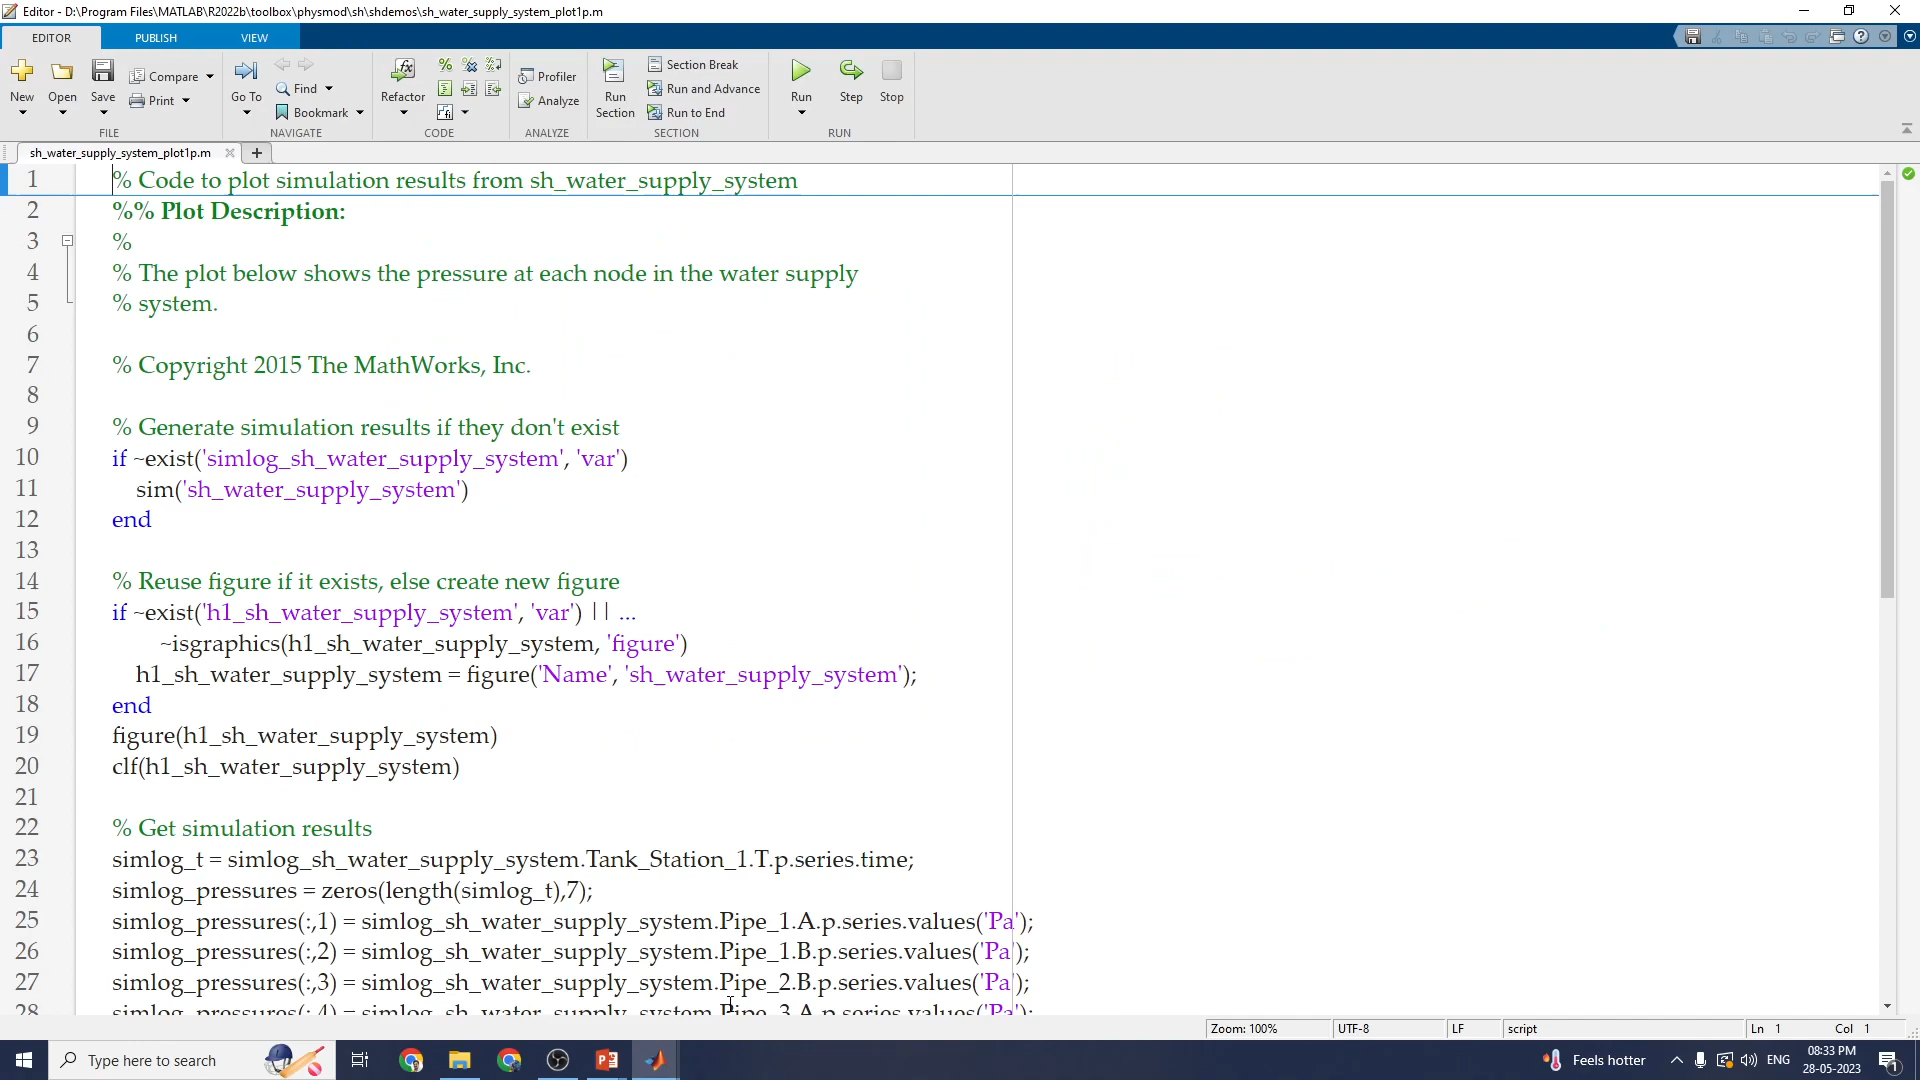 Editor - D:\Program Files\MATLAB\R2022b\toolbox\physmod\sh\shdemos\sh_water_supply_system_plot1p.m
EDITOR PUBLISH VIEW
New Open Save Compare Print
Go To Find Bookmark
Refactor
Profiler Analyze
Run Section Section Break Run and Advance Run to End
Run Step Stop
FILE NAVIGATE CODE ANALYZE SECTION RUN
sh_water_supply_system_plot1p.m
1 % Code to plot simulation results from sh_water_supply_system
2 %% Plot Description:
3 %
4 % The plot below shows the pressure at each node in the water supply
5 % system.
6
7 % Copyright 2015 The MathWorks, Inc.
8
9 % Generate simulation results if they don't exist
10 if ~exist('simlog_sh_water_supply_system', 'var')
11 sim('sh_water_supply_system')
12 end
13
14 % Reuse figure if it exists, else create new figure
15 if ~exist('h1_sh_water_supply_system', 'var') || ...
16 ~isgraphics(h1_sh_water_supply_system, 'figure')
17 h1_sh_water_supply_system = figure('Name', 'sh_water_supply_system');
18 end
19 figure(h1_sh_water_supply_system)
20 clf(h1_sh_water_supply_system)
21
22 % Get simulation results
23 simlog_t = simlog_sh_water_supply_system.Tank_Station_1.T.p.series.time;
24 simlog_pressures = zeros(length(simlog_t),7);
25 simlog_pressures(:,1) = simlog_sh_water_supply_system.Pipe_1.A.p.series.values('Pa');
26 simlog_pressures(:,2) = simlog_sh_water_supply_system.Pipe_1.B.p.series.values('Pa');
27 simlog_pressures(:,3) = simlog_sh_water_supply_system.Pipe_2.B.p.series.values('Pa');
28 simlog_pressures(:,4) = simlog_sh_water_supply_system.Pipe_3.A.p.series.values('Pa');
Zoom: 100% UTF-8 LF script Ln 1 Col 1
Type here to search
Feels hotter ENG 08:33 PM
28-05-2023
1